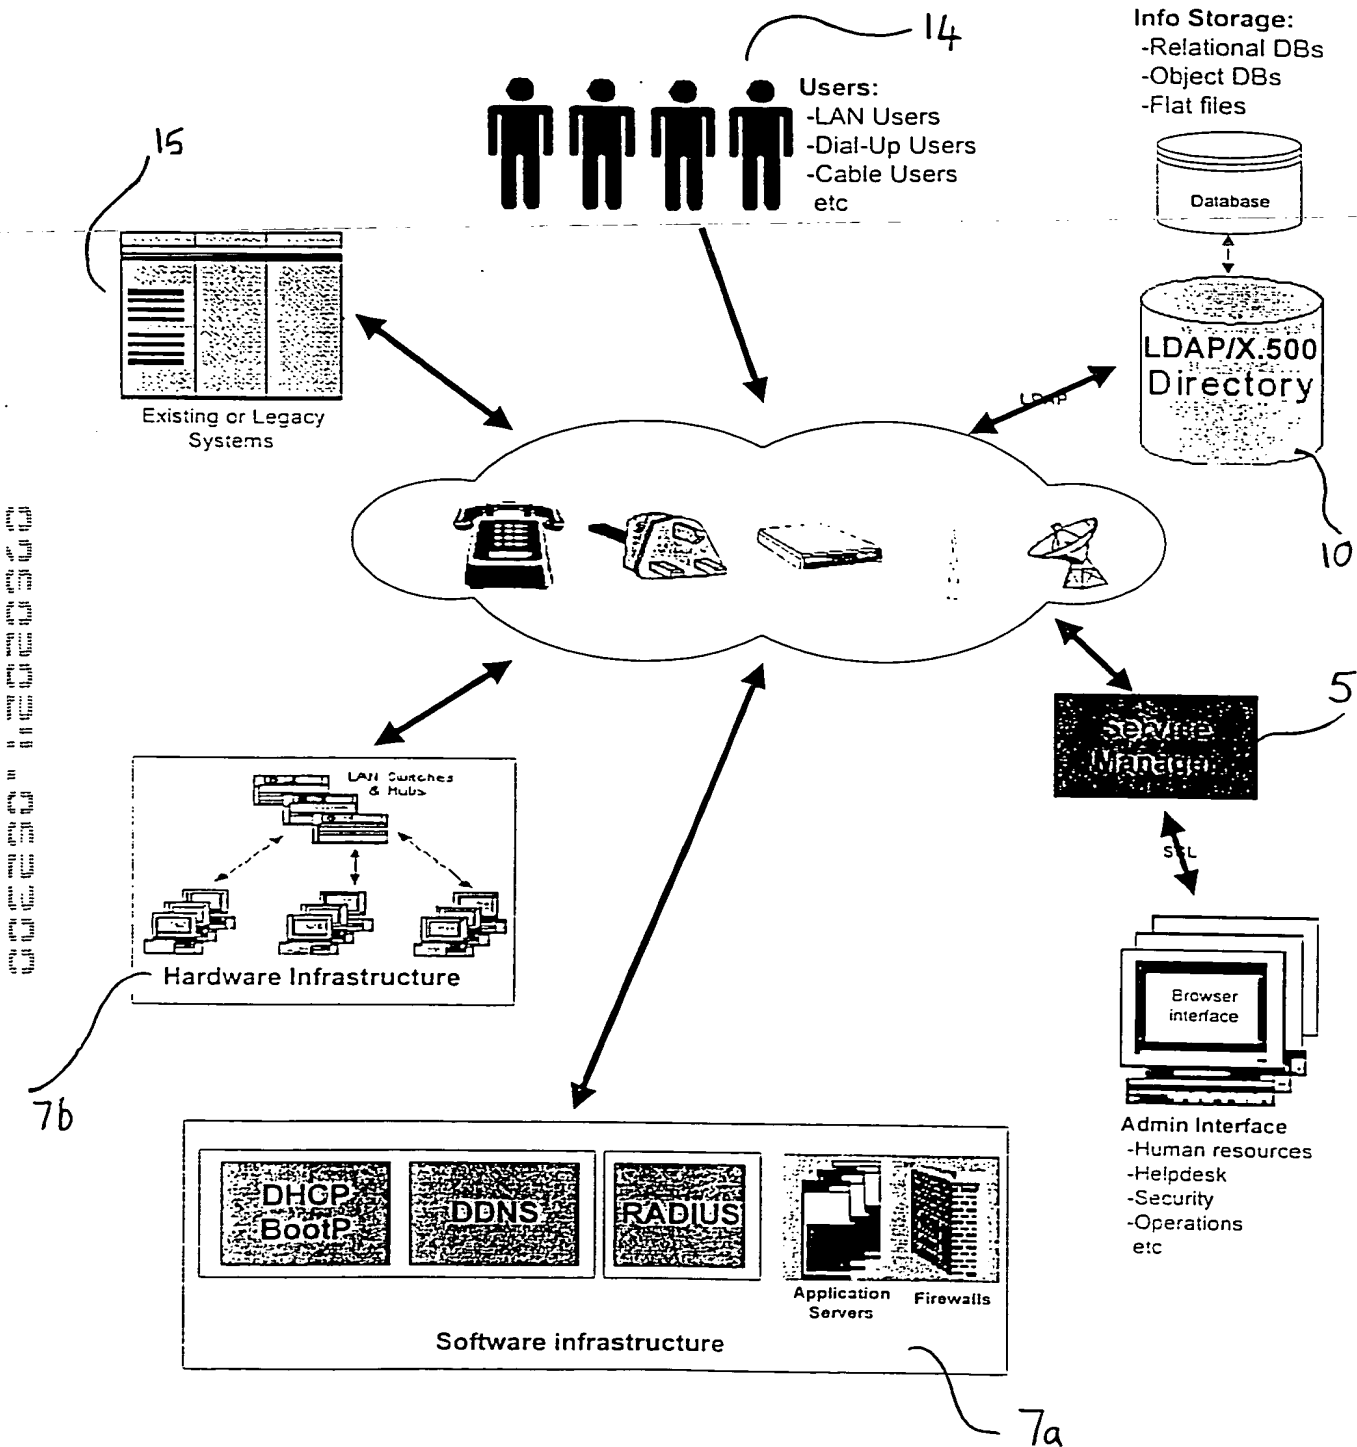 14
Info Storage:
-Relational DBs
-Object DBs
-Flat files
Users:
-LAN Users
-Dial-Up Users
-Cable Users
etc
15
Database
LDAP/X.500
Directory
LDAP
Existing or Legacy
Systems
10
5
Service
Manager
LAN Switches
& Hubs
SSL
Hardware Infrastructure
Browser
interface
7b
Admin Interface
-Human resources
-Helpdesk
-Security
-Operations
etc
DHCP
BootP
DDNS
RADIUS
Application
Servers
Firewalls
Software infrastructure
7a